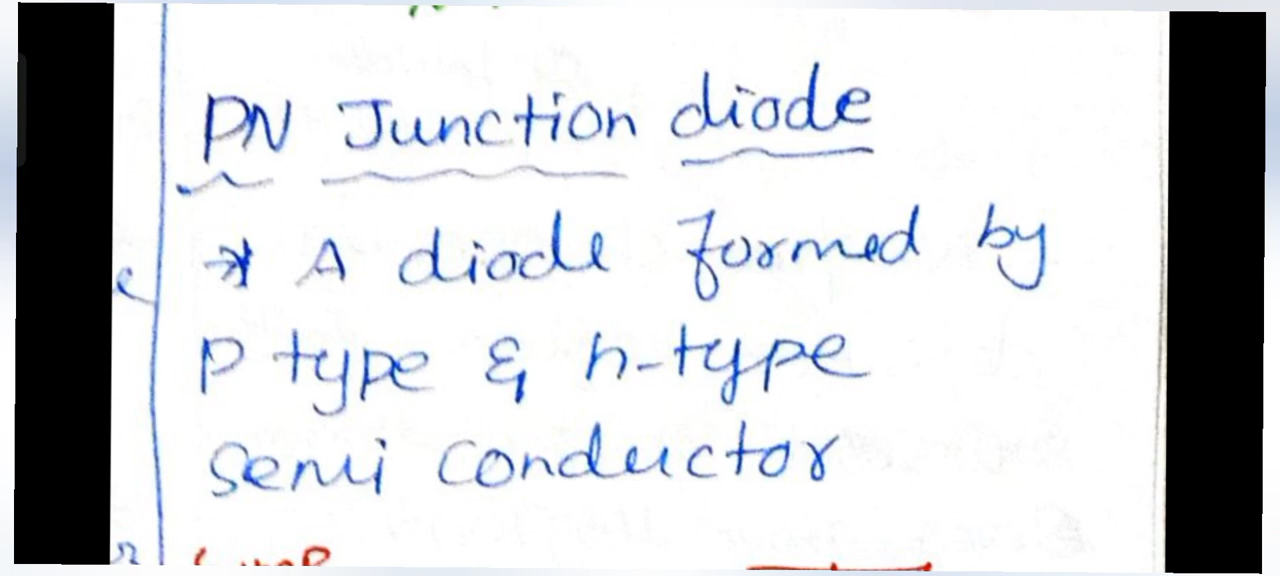 PN Junction diode
* A diode formed by
P type & n-type
Semi conductor